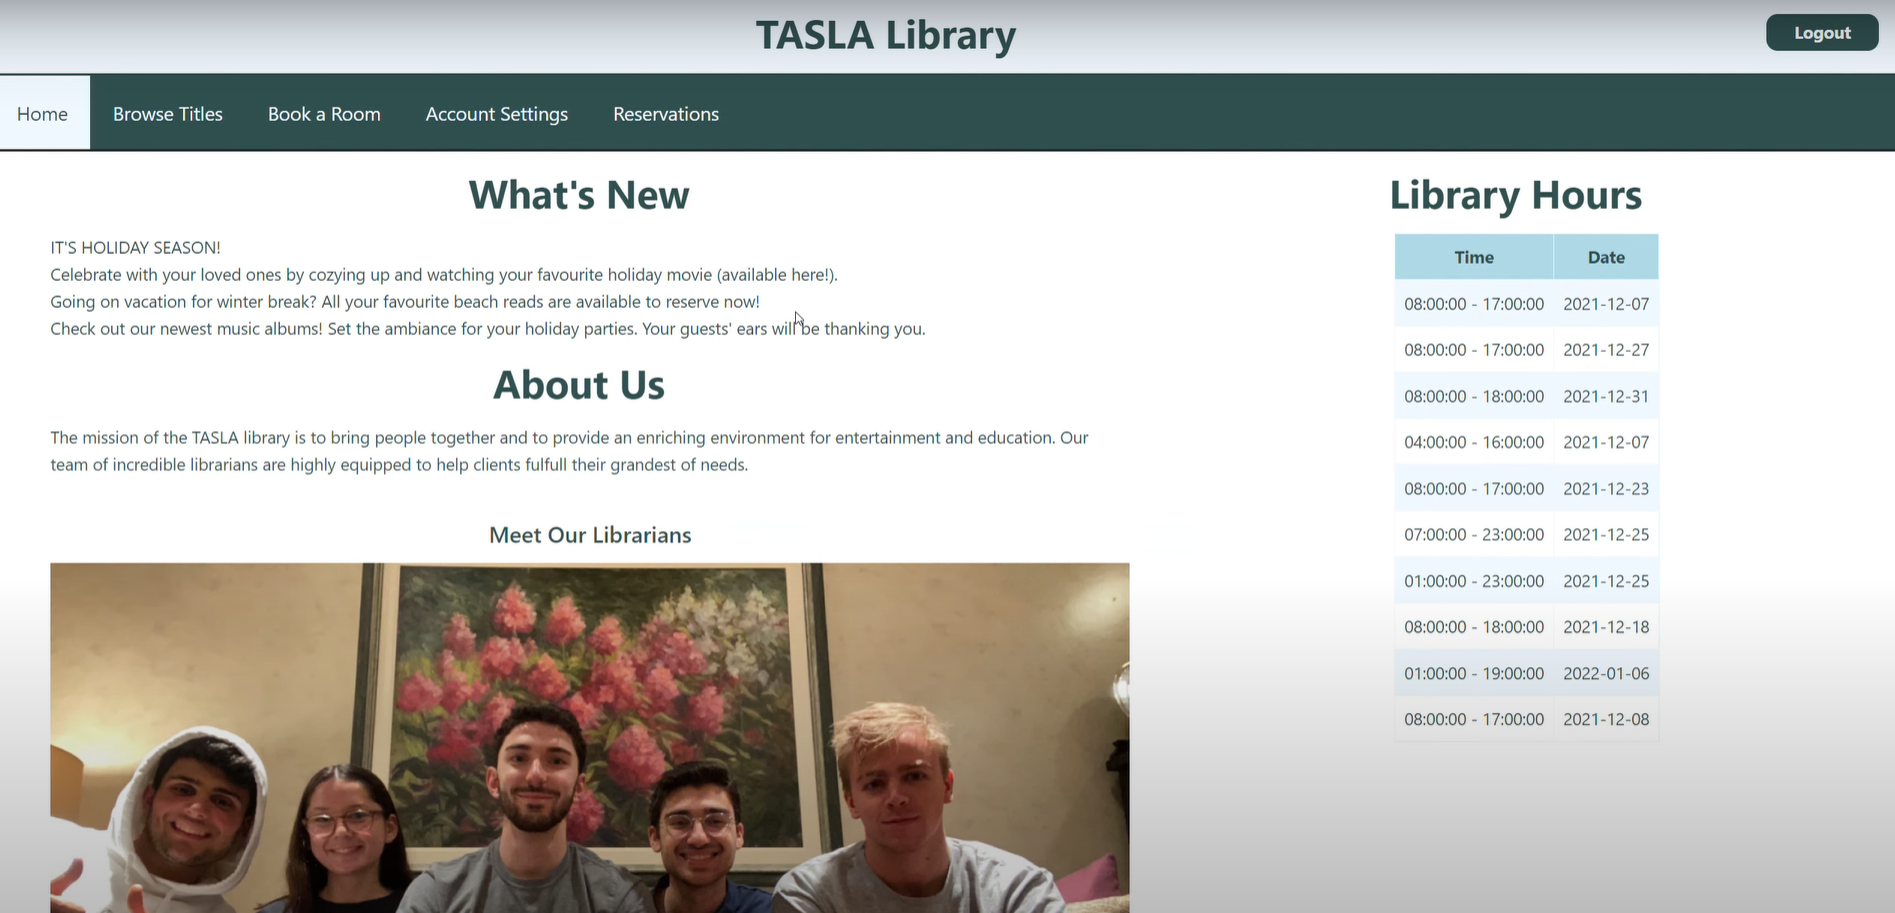 TASLA Library
Logout
Home
Browse Titles
Book a Room
Account Settings
Reservations
What's New
IT'S HOLIDAY SEASON!
Celebrate with your loved ones by cozying up and watching your favourite holiday movie (available here!).
Going on vacation for winter break? All your favourite beach reads are available to reserve now!
Check out our newest music albums! Set the ambiance for your holiday parties. Your guests' ears will be thanking you.
About Us
The mission of the TASLA library is to bring people together and to provide an enriching environment for entertainment and education. Our
team of incredible librarians are highly equipped to help clients fulfull their grandest of needs.
Meet Our Librarians
Library Hours
Time Date
08:00:00 - 17:00:00 2021-12-07
08:00:00 - 17:00:00 2021-12-27
08:00:00 - 18:00:00 2021-12-31
04:00:00 - 16:00:00 2021-12-07
08:00:00 - 17:00:00 2021-12-23
07:00:00 - 23:00:00 2021-12-25
01:00:00 - 23:00:00 2021-12-25
08:00:00 - 18:00:00 2021-12-18
01:00:00 - 19:00:00 2022-01-06
08:00:00 - 17:00:00 2021-12-08